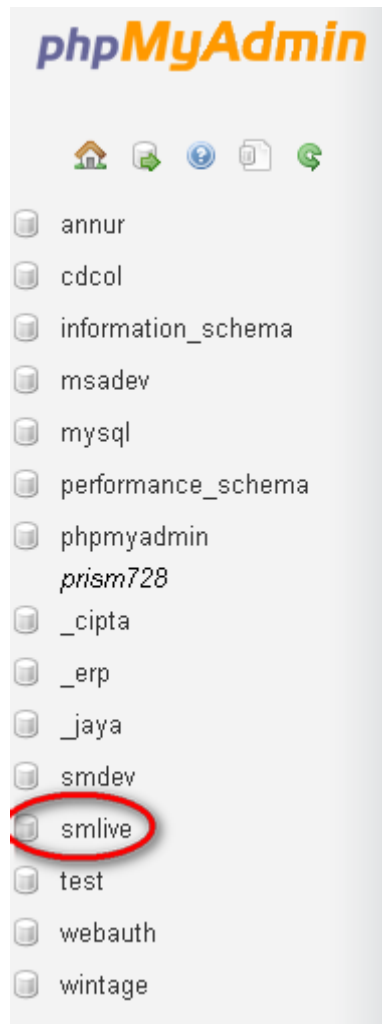 phpMyAdmin
annur
cdcol
information_schema
msadev
mysql
performance_schema
phpmyadmin
prism728
_cipta
_erp
_jaya
smdev
smlive
test
webauth
wintage